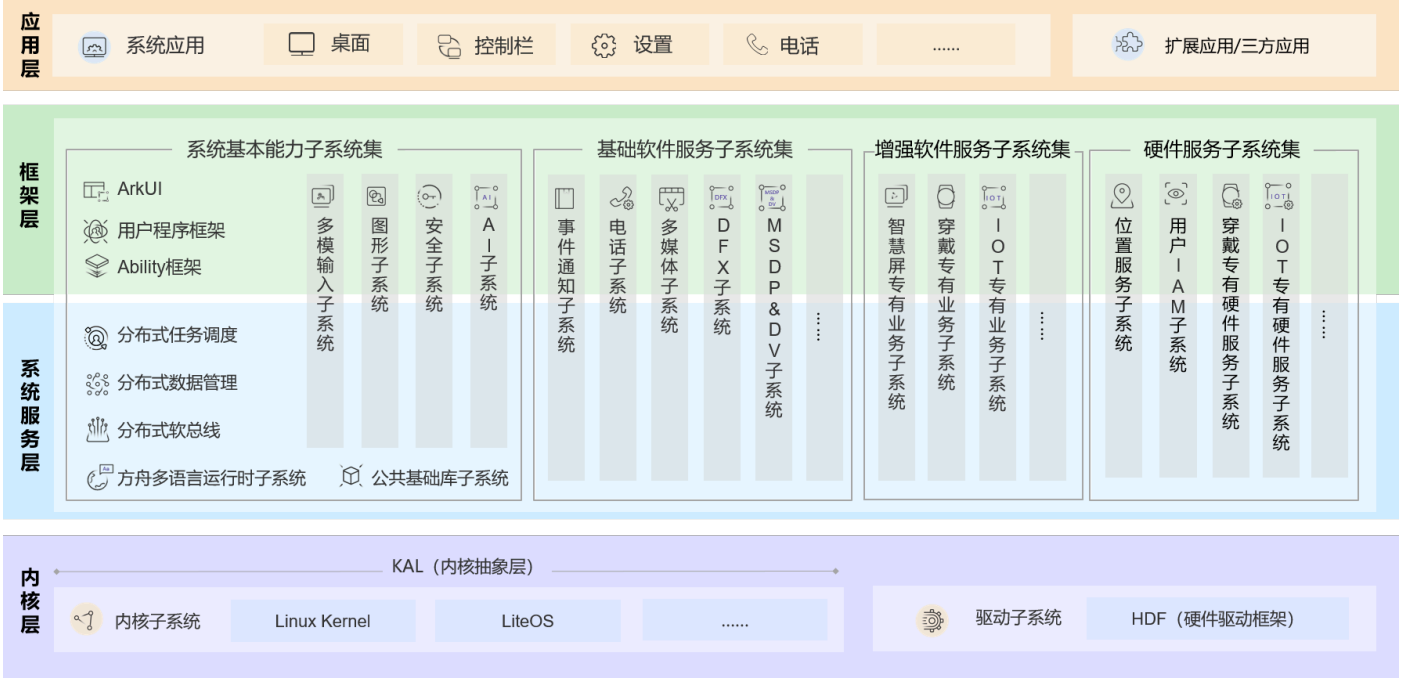 应用层
系统应用
桌面
控制栏
设置
电话
......
扩展应用/三方应用
框架层
系统服务层
系统基本能力子系统集
ArkUI
用户程序框架
Ability框架
分布式任务调度
分布式数据管理
分布式软总线
方舟多语言运行时子系统
公共基础库子系统
多模输入子系统
图形子系统
安全子系统
AI
AI子系统
基础软件服务子系统集
事件通知子系统
电话子系统
多媒体子系统
DFX
DFX子系统
MSDP
&
DV
MSDP&DV子系统
......
增强软件服务子系统集
智慧屏专有业务子系统
穿戴专有业务子系统
IOT
IOT专有业务子系统
......
硬件服务子系统集
位置服务子系统
用户IAM子系统
穿戴专有硬件服务子系统
IOT
IOT专有硬件服务子系统
......
内核层
KAL（内核抽象层）
内核子系统
Linux Kernel
LiteOS
......
驱动子系统
HDF（硬件驱动框架）